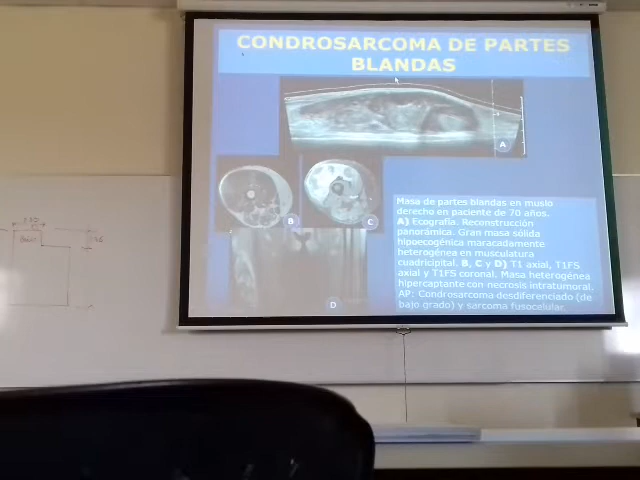 CONDROSARCOMA DE PARTES
BLANDAS
A
B
C
D
Masa de partes blandas en muslo
derecho en paciente de 70 años.
A) Ecografía. Reconstrucción
panorámica. Gran masa sólida
hipoecogénica maracadamente
heterogénea en musculatura
cuadricipital. B, C y D) T1 axial, T1FS
axial y T1FS coronal. Masa heterogénea
hipercaptante con necrosis intratumoral.
AP: Condrosarcoma desdiferenciado (de
bajo grado) y sarcoma fusocelular.